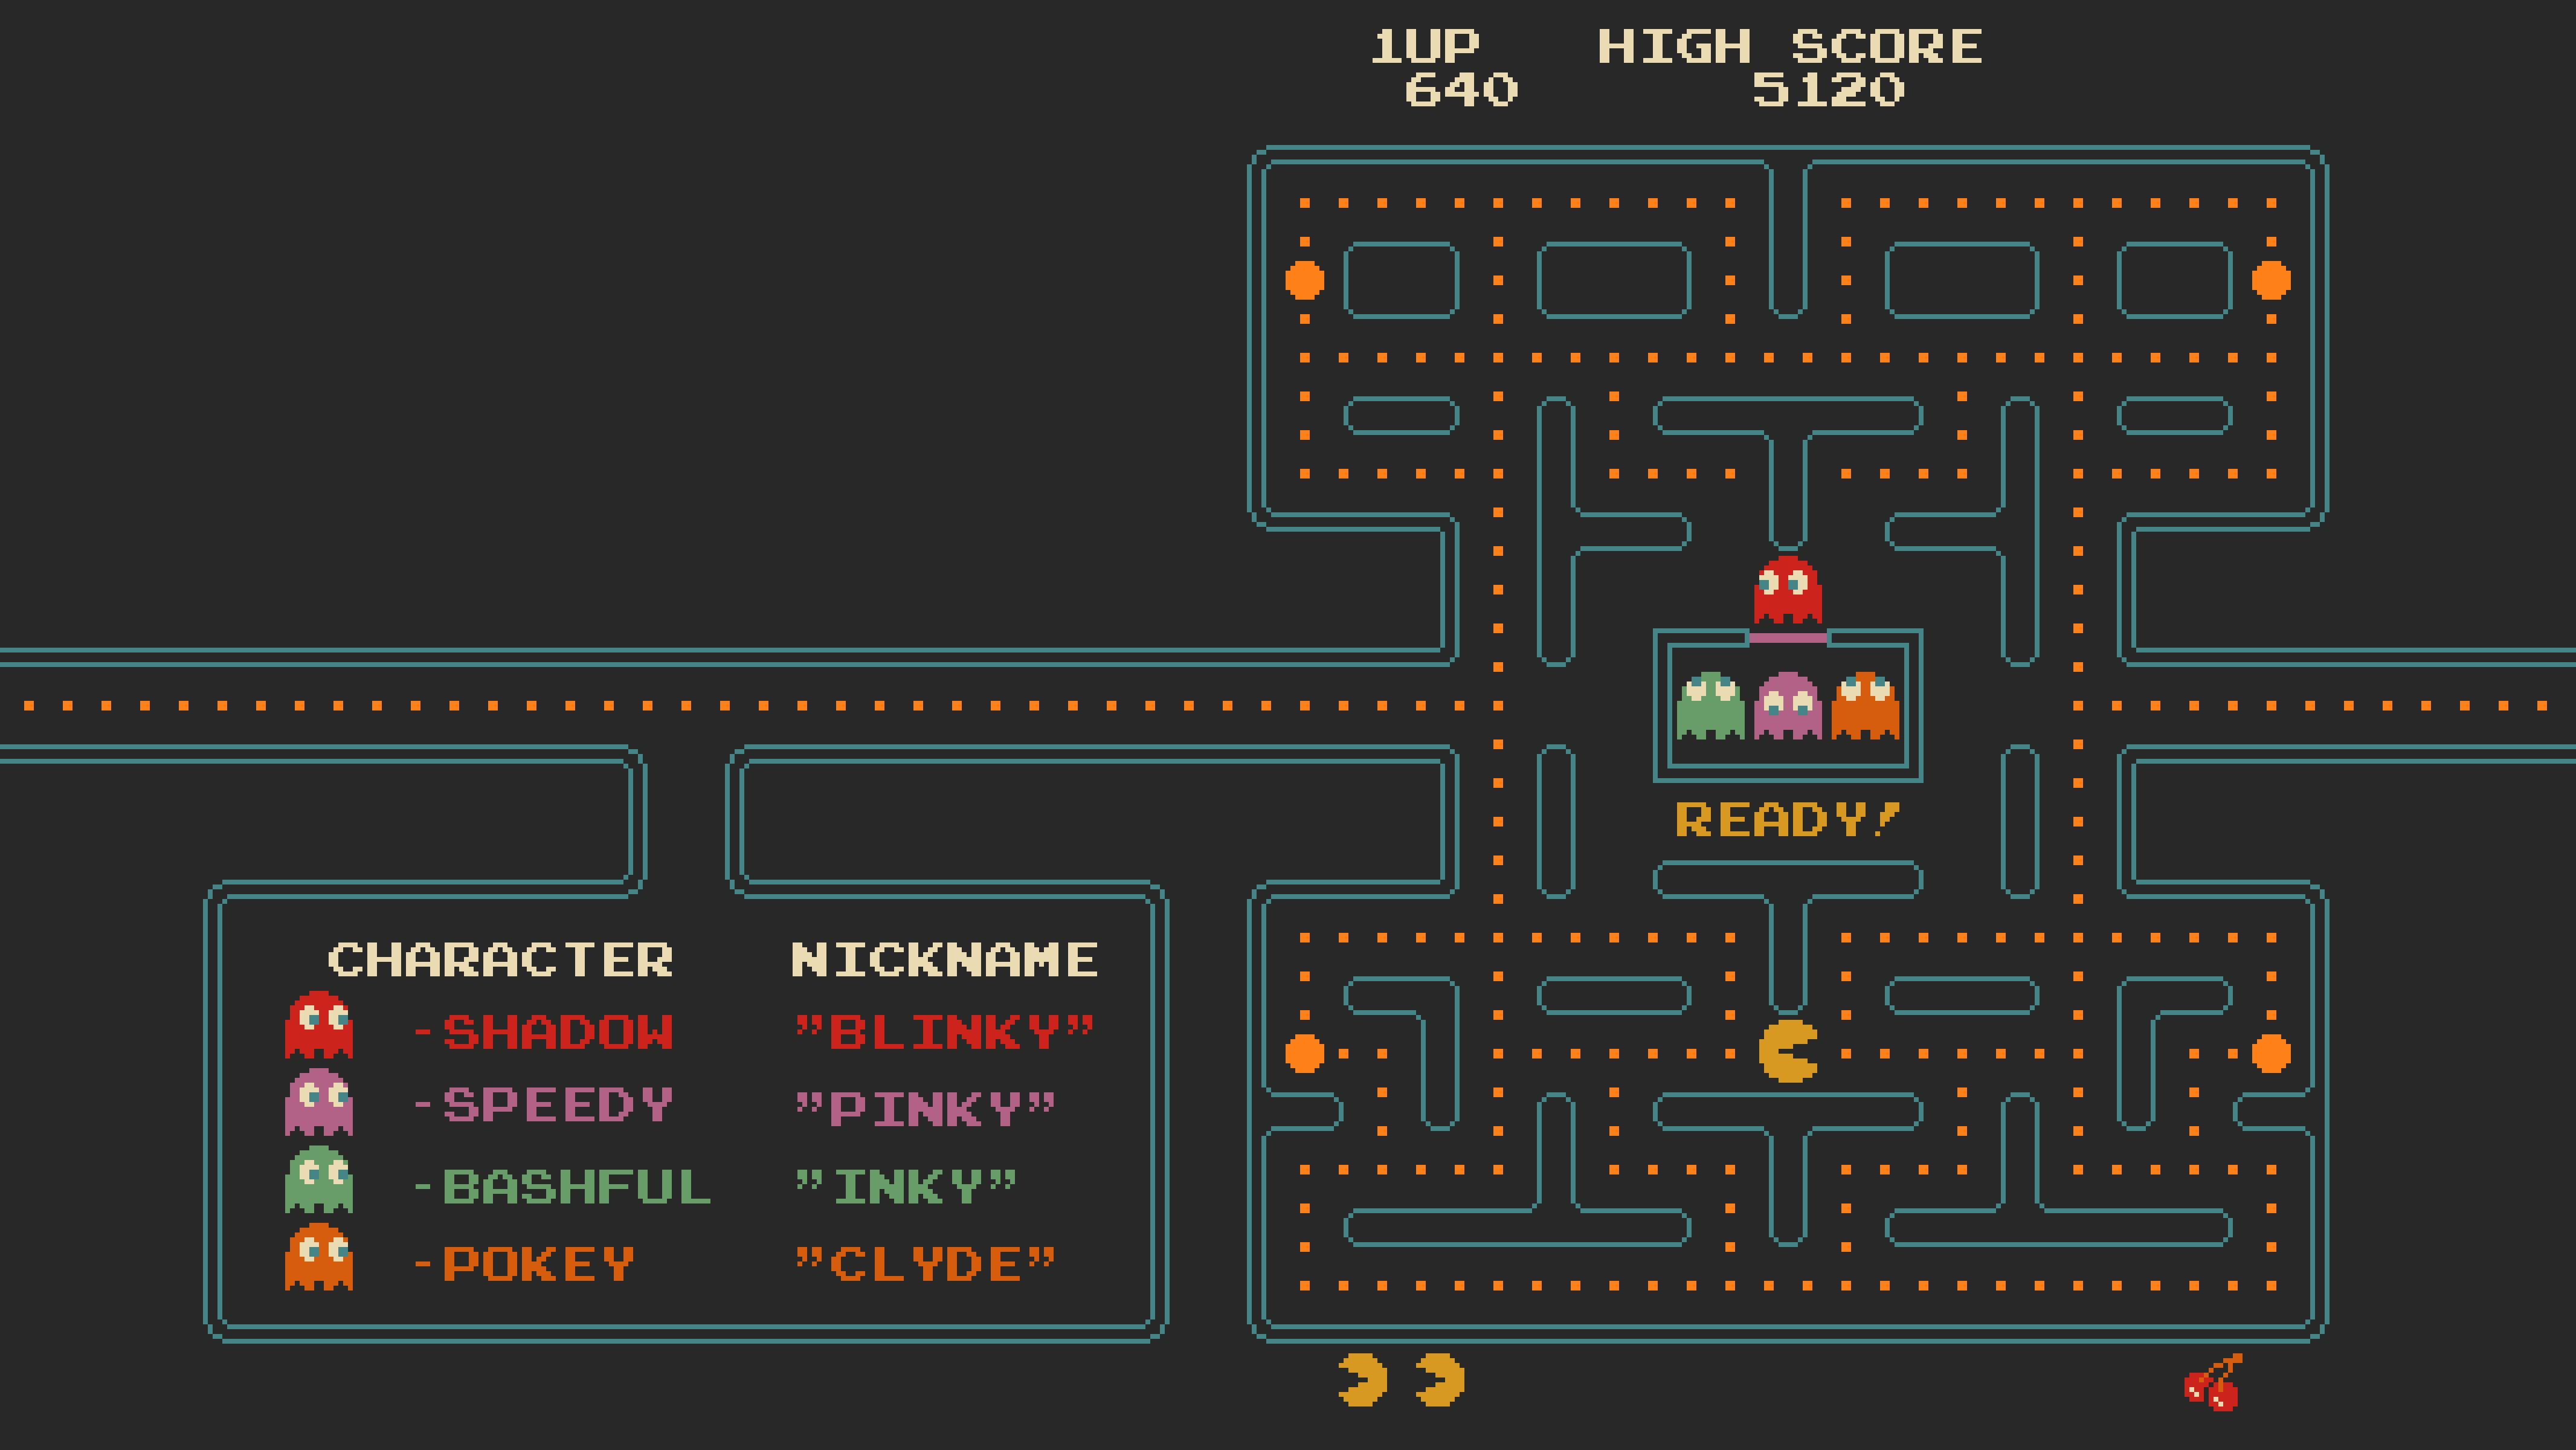 1UP HIGH SCORE
640 5120
READY!
CHARACTER NICKNAME
-SHADOW "BLINKY"
-SPEEDY "PINKY"
-BASHFUL "INKY"
-POKEY "CLYDE"